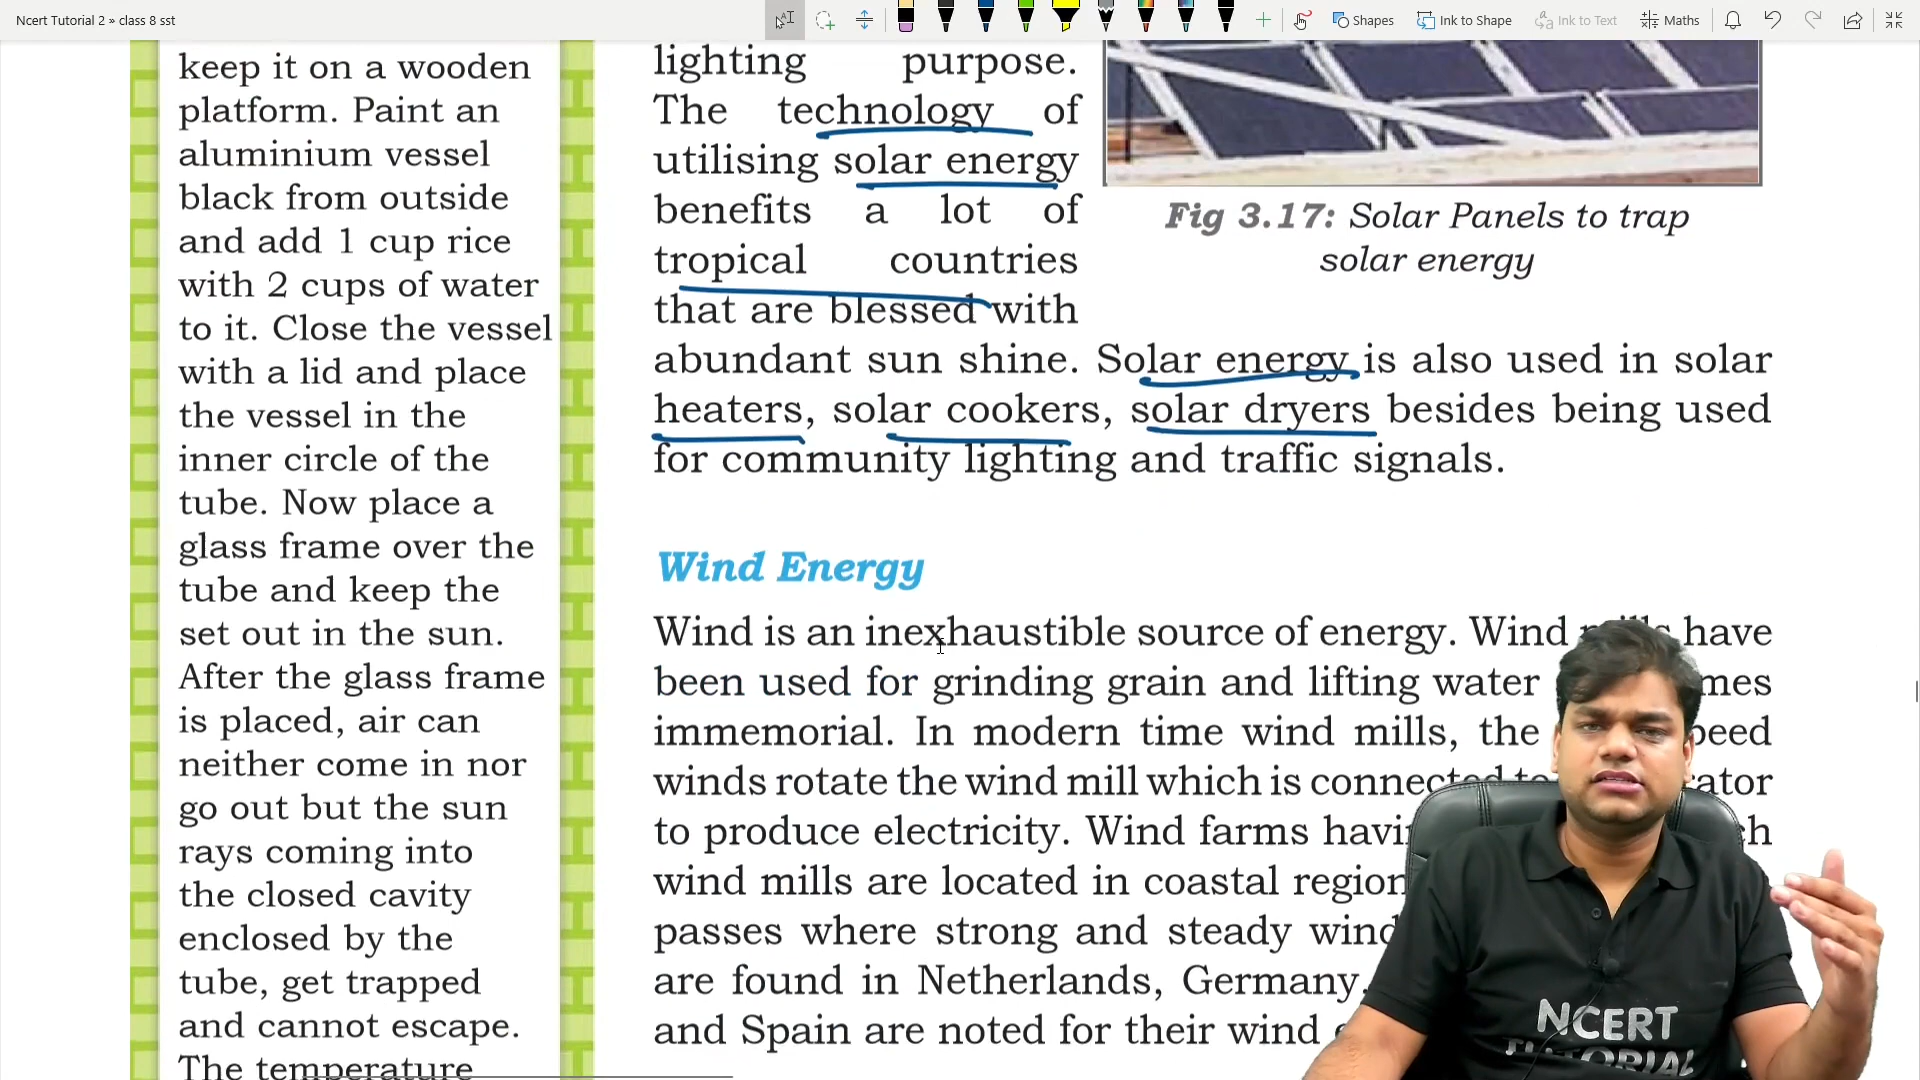 Ncert Tutorial 2 » class 8 sst
Shapes
Ink to Shape
Ink to Text
Maths
keep it on a wooden
platform. Paint an
aluminium vessel
black from outside
and add 1 cup rice
with 2 cups of water
to it. Close the vessel
with a lid and place
the vessel in the
inner circle of the
tube. Now place a
glass frame over the
tube and keep the
set out in the sun.
After the glass frame
is placed, air can
neither come in nor
go out but the sun
rays coming into
the closed cavity
enclosed by the
tube, get trapped
and cannot escape.
The temperature
lighting purpose.
The technology of
utilising solar energy
benefits a lot of
tropical countries
that are blessed with
abundant sun shine. Solar energy is also used in solar
heaters, solar cookers, solar dryers besides being used
for community lighting and traffic signals.
Fig 3.17: Solar Panels to trap
solar energy
Wind Energy
Wind is an inexhaustible source of energy. Wind mills have
been used for grinding grain and lifting water
immemorial. In modern time wind mills, the
winds rotate the wind mill which is connected to
to produce electricity. Wind farms
wind mills are located in coastal
passes where strong and steady
are found in Netherlands, Germany,
and Spain are noted for their wind
NCERT
TUTORIAL